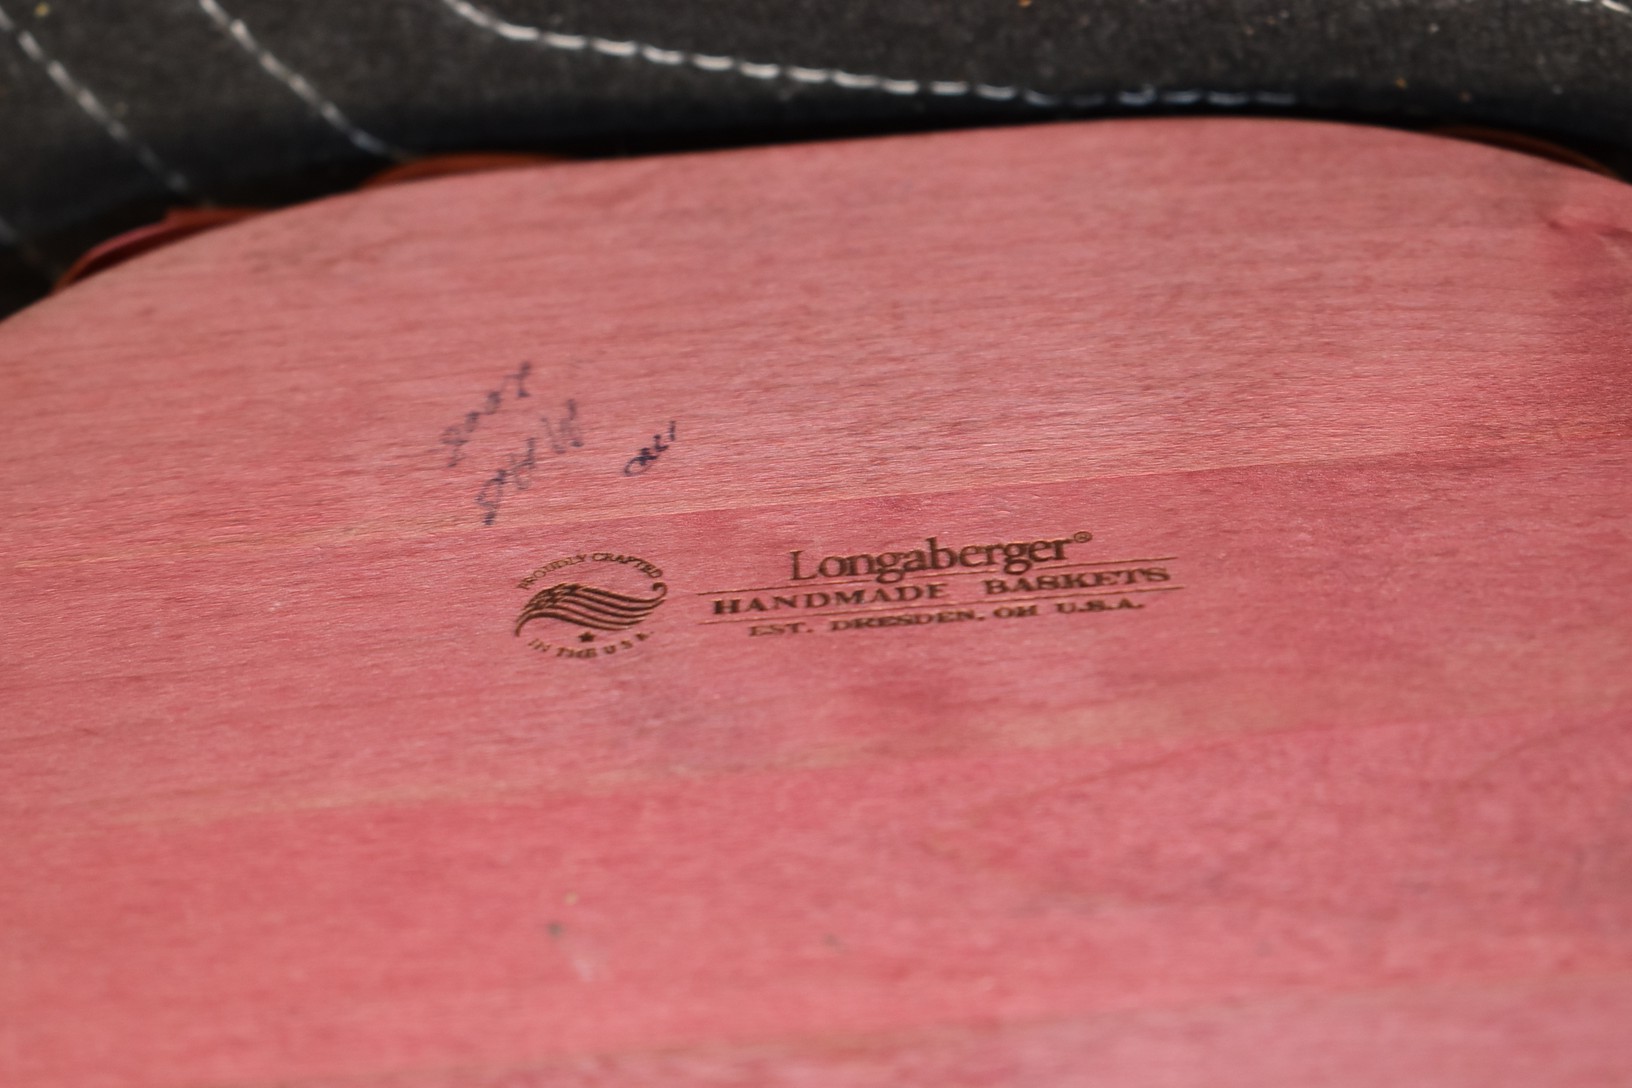 PROUDLY CRAFTED
IN THE U.S.A.
Longaberger®
HANDMADE BASKETS
EST. DRESDEN, OH U.S.A.